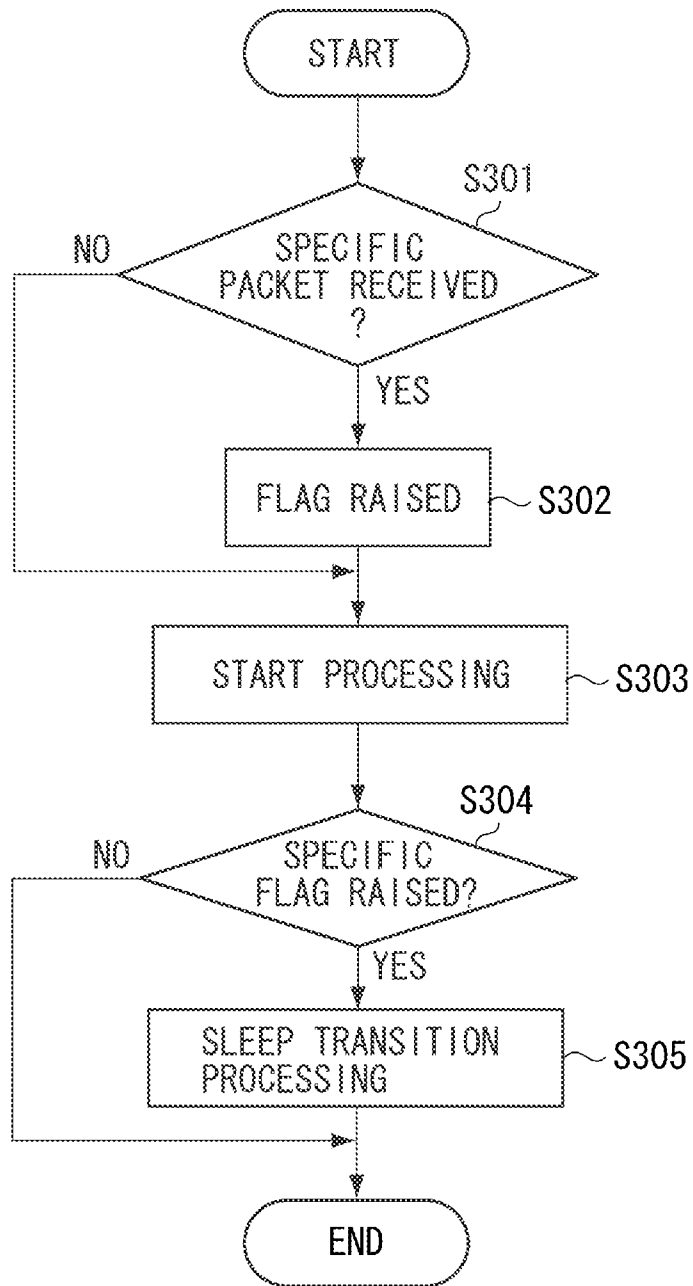 START
S301
NO
SPECIFIC
PACKET RECEIVED
?
YES
FLAG RAISED
S302
START PROCESSING
S303
S304
NO
SPECIFIC
FLAG RAISED?
YES
SLEEP TRANSITION
PROCESSING
S305
END